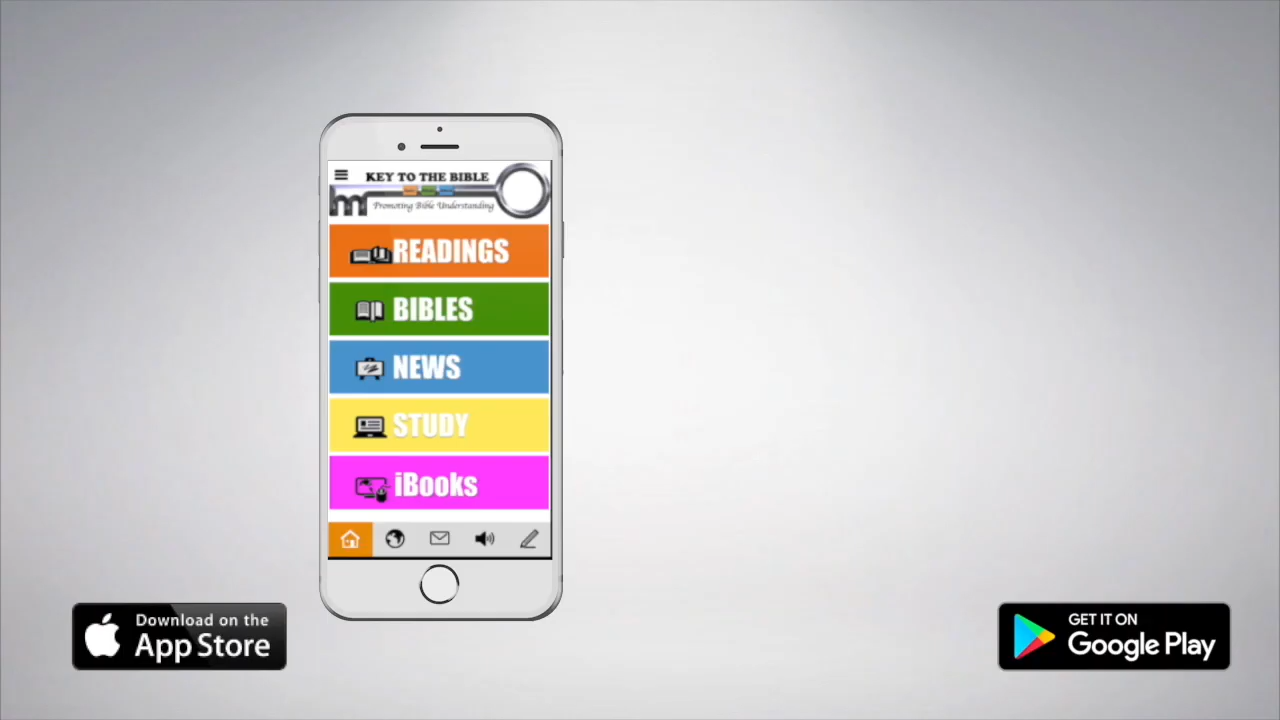 KEY TO THE BIBLE
Promoting Bible Understanding
READINGS
BIBLES
NEWS
STUDY
iBooks
Download on the
App Store
GET IT ON
Google Play